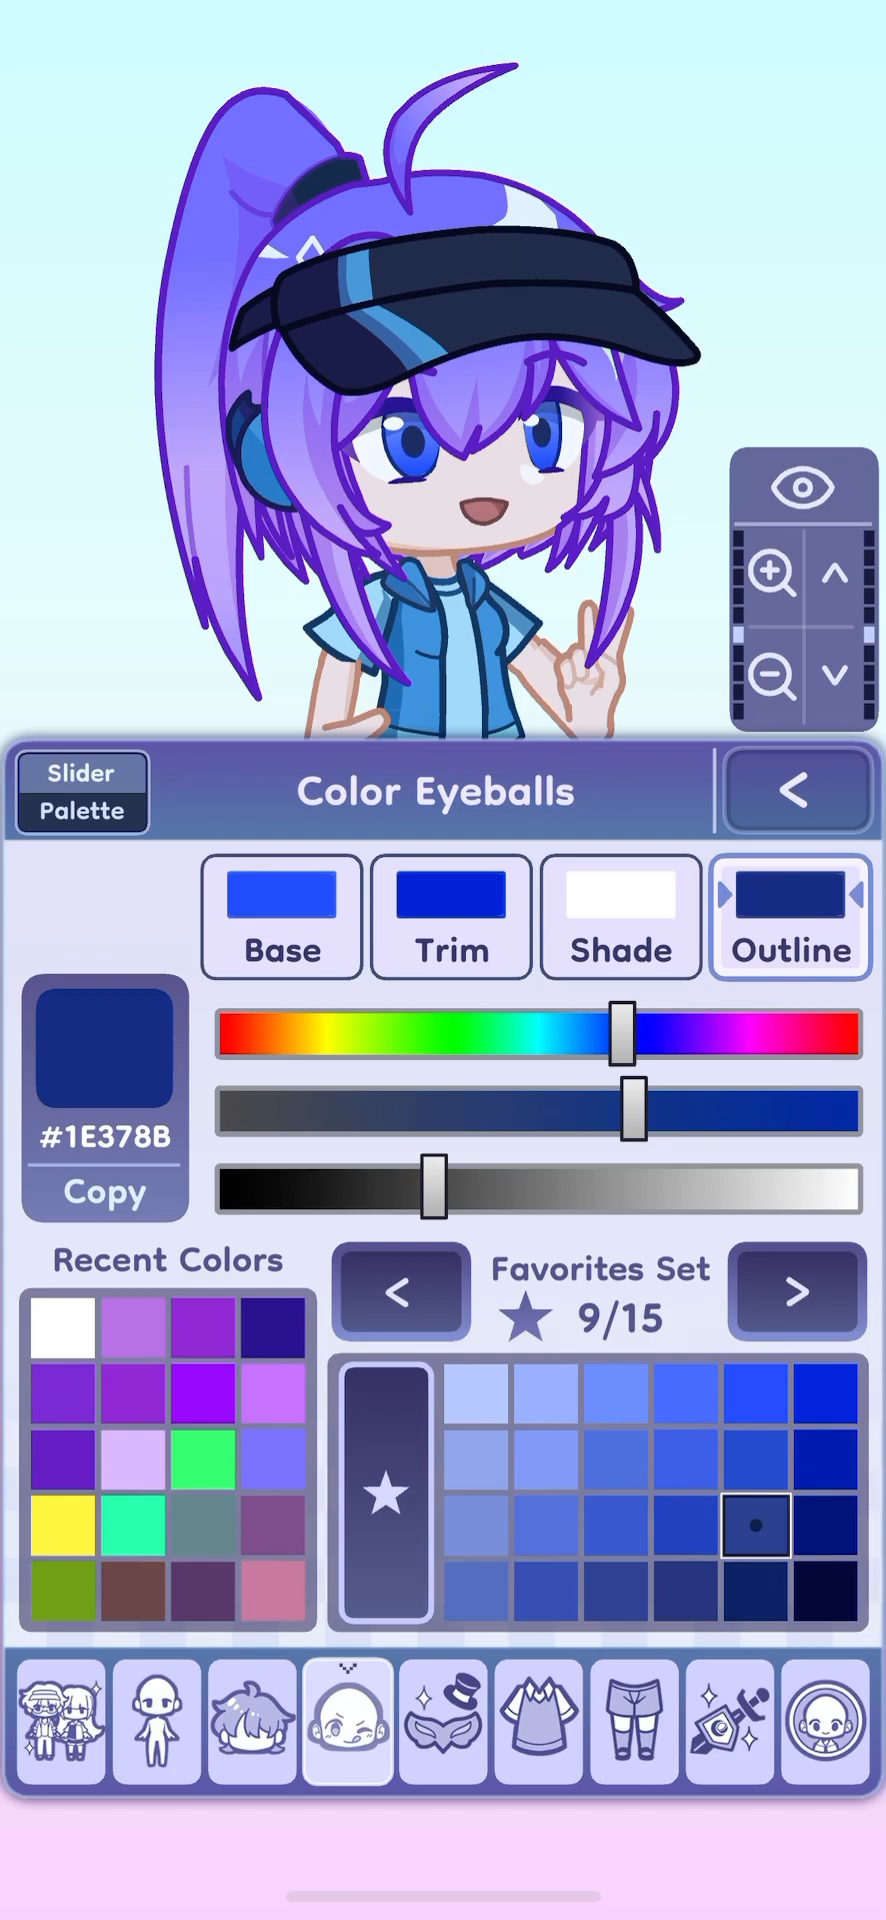 Slider
Palette
Color Eyeballs
<
Base
Trim
Shade
Outline
#1E378B
Copy
Recent Colors
<
Favorites Set
9/15
>